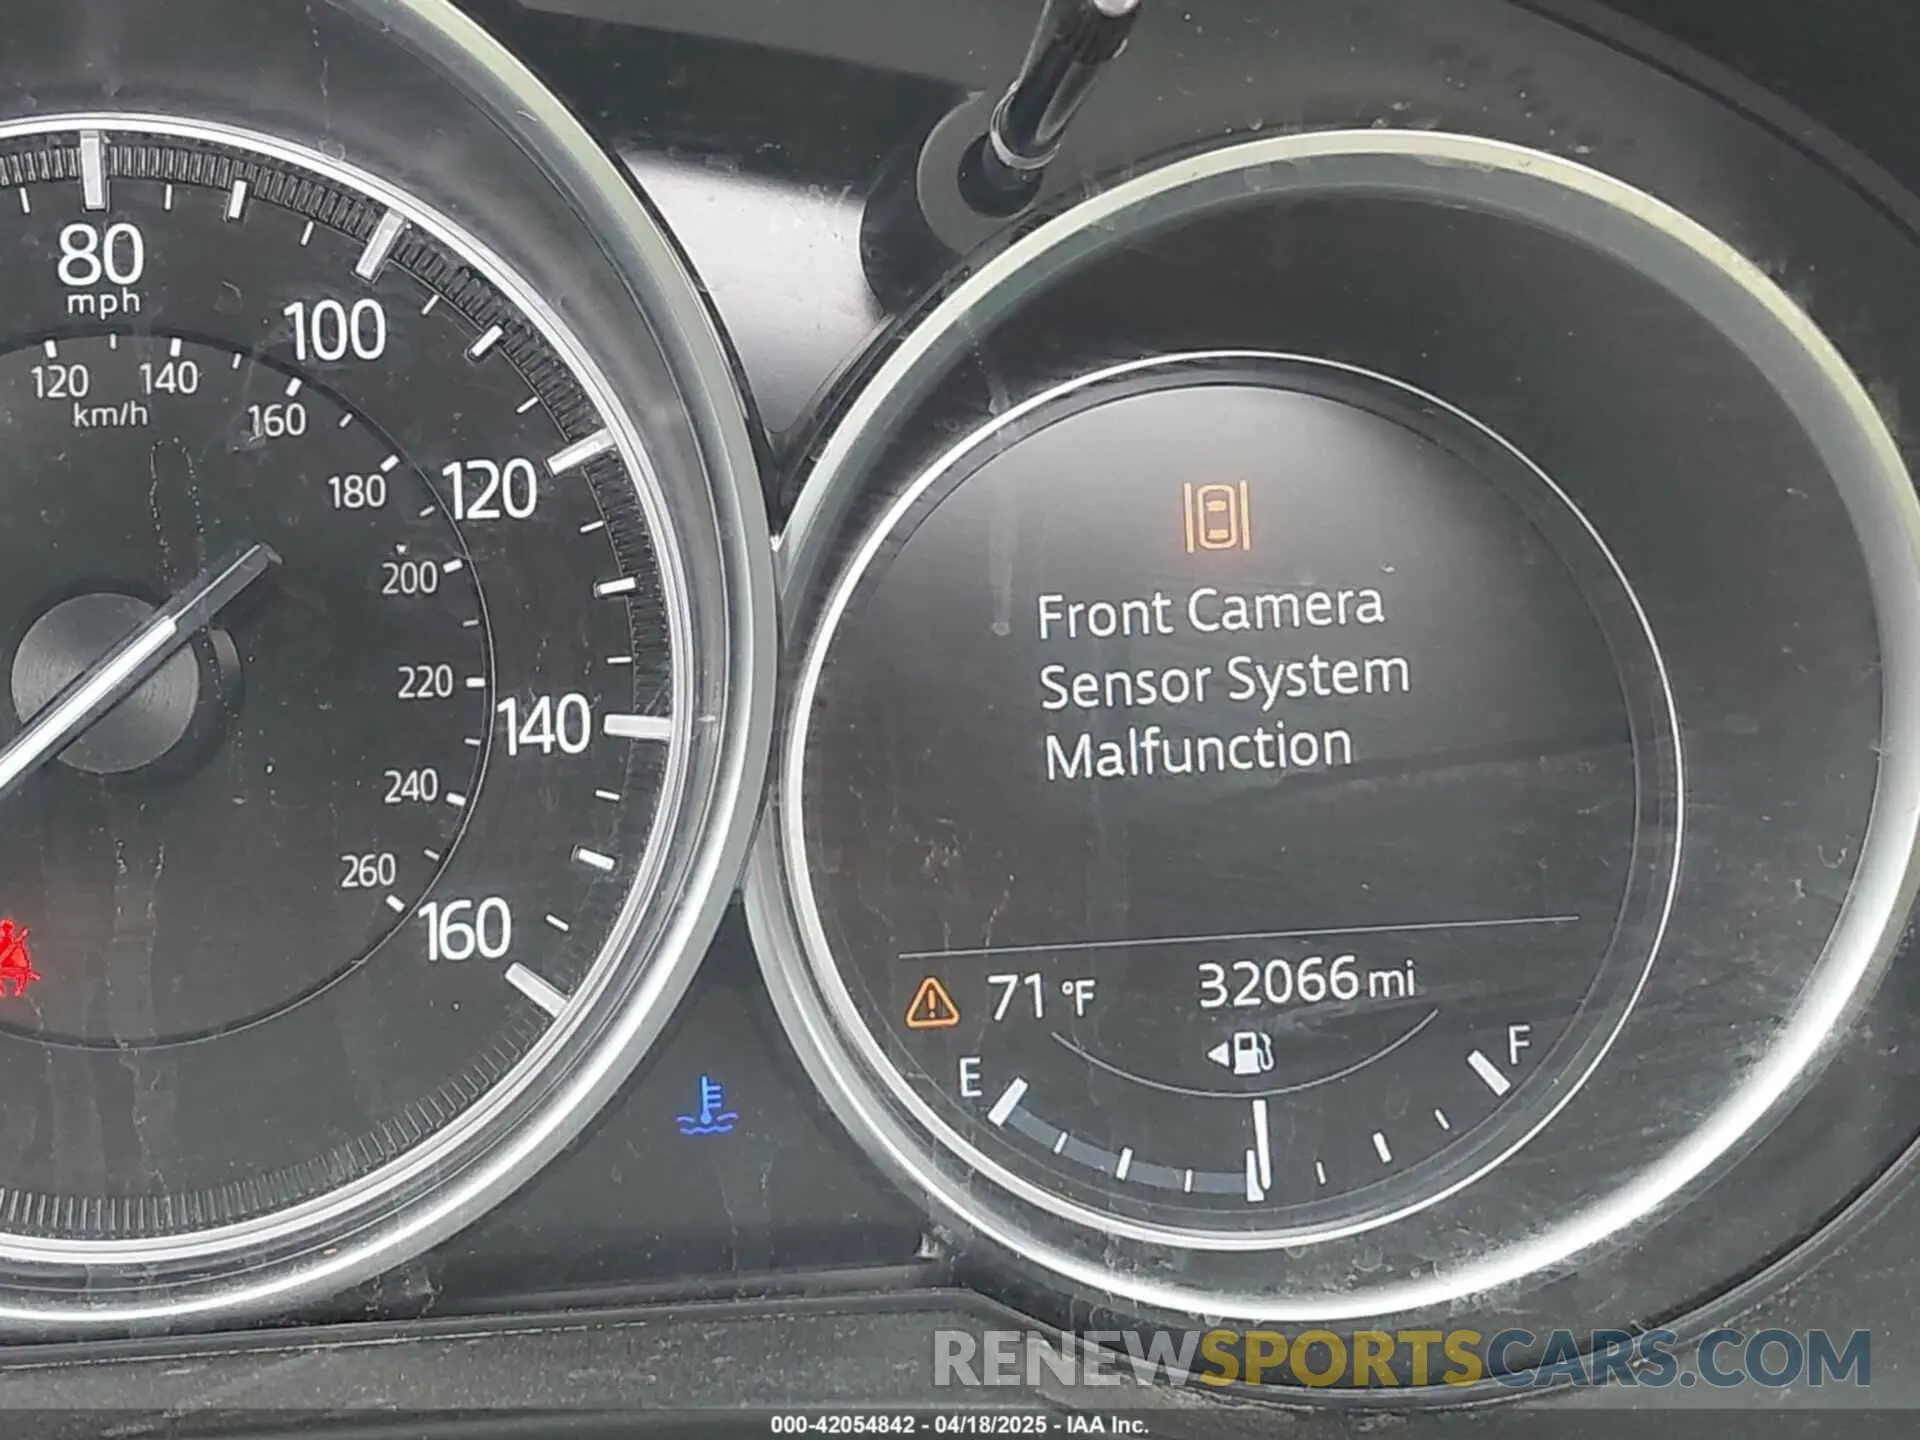 80
mph
100
120
140
160
120 140
km/h
160
180
200
220
240
260
Front Camera
Sensor System
Malfunction
71 °F 32066 mi
E F
RENEWSPORTSCARS.COM
000-42054842 - 04/18/2025 - IAA Inc.